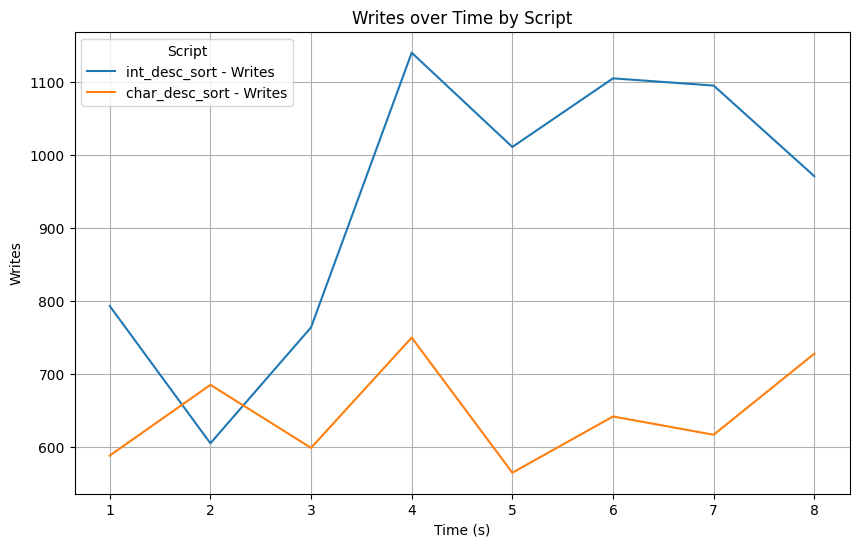 Writes over Time by Script
Script
int_desc_sort - Writes
char_desc_sort - Writes
Writes
1100
1000
900
800
700
600
1 2 3 4 5 6 7 8
Time (s)